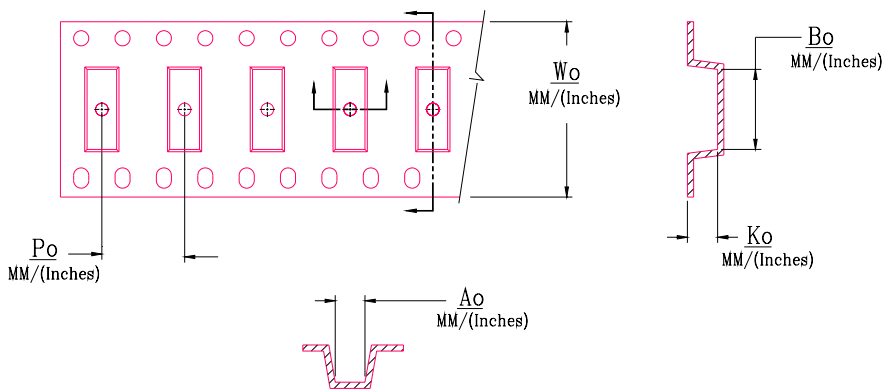 Wo
MM/(Inches)
Bo
MM/(Inches)
Po
MM/(Inches)
Ko
MM/(Inches)
Ao
MM/(Inches)